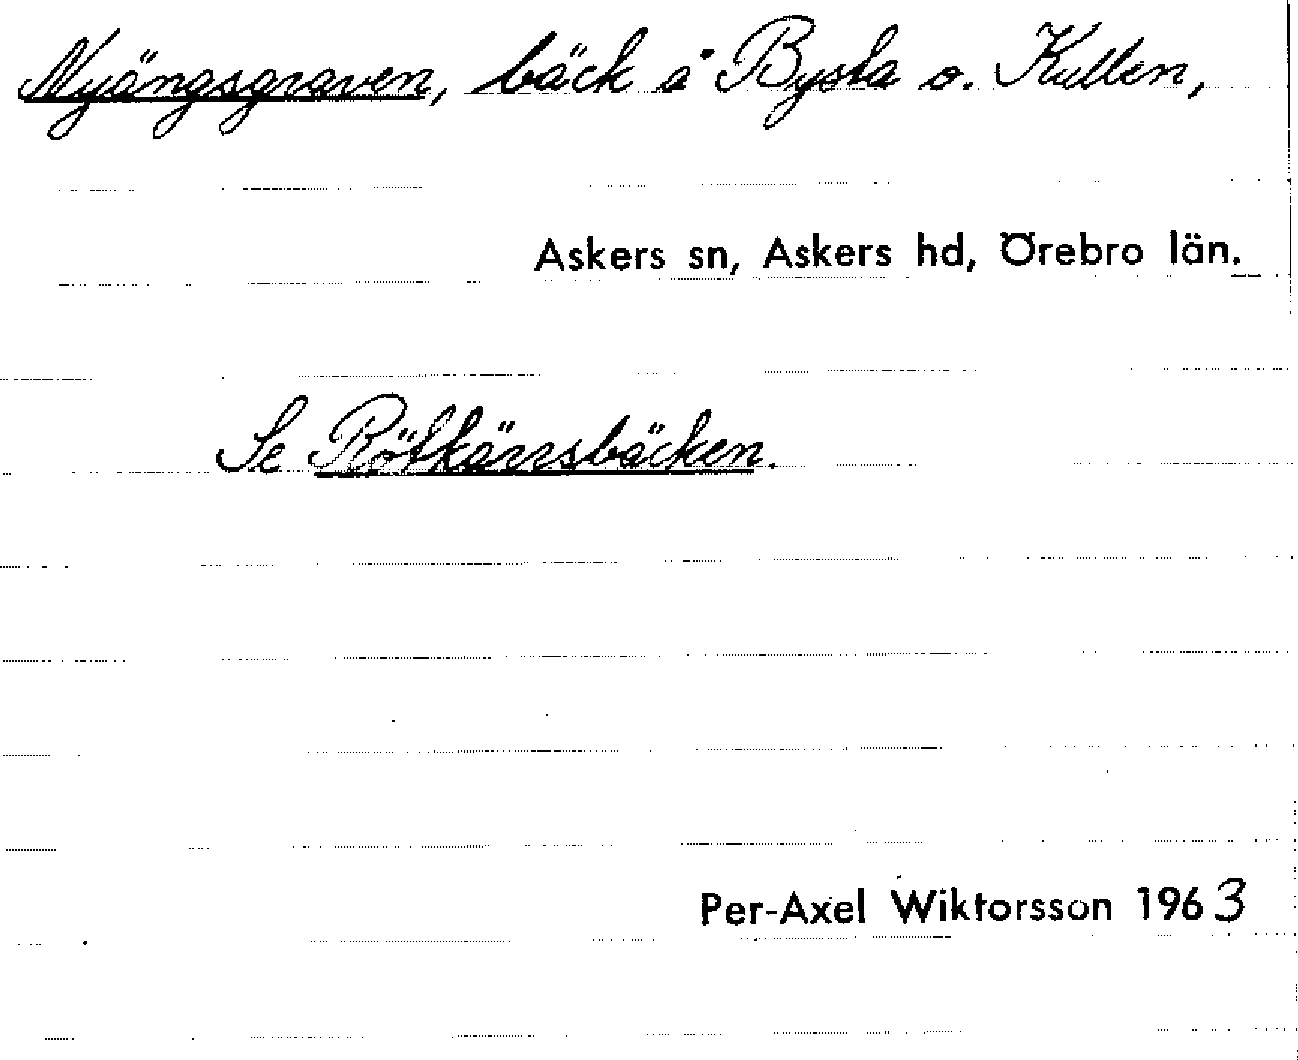 Nyängsgraven, bäck å Bysta o. Kullen,
Askers sn, Askers hd, Örebro län.
Se Rötkärrsbäcken.
Per-Axel Wiktorsson 1963